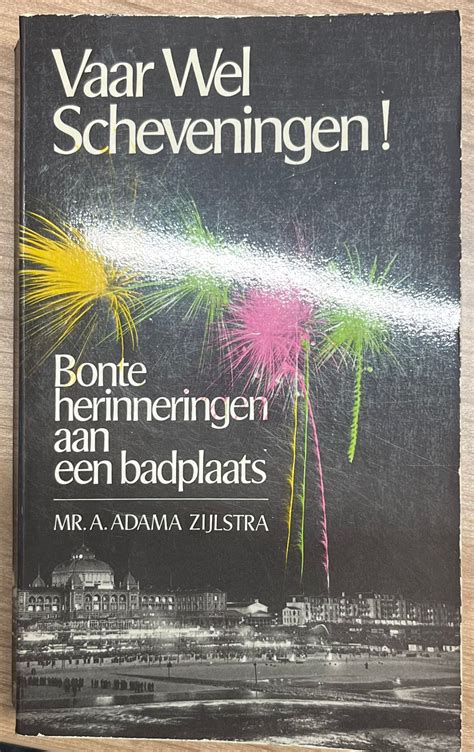 Vaar Wel
Scheveningen!
Bonte
herinneringen
aan
een badplaats
MR. A. ADAMA ZIJLSTRA